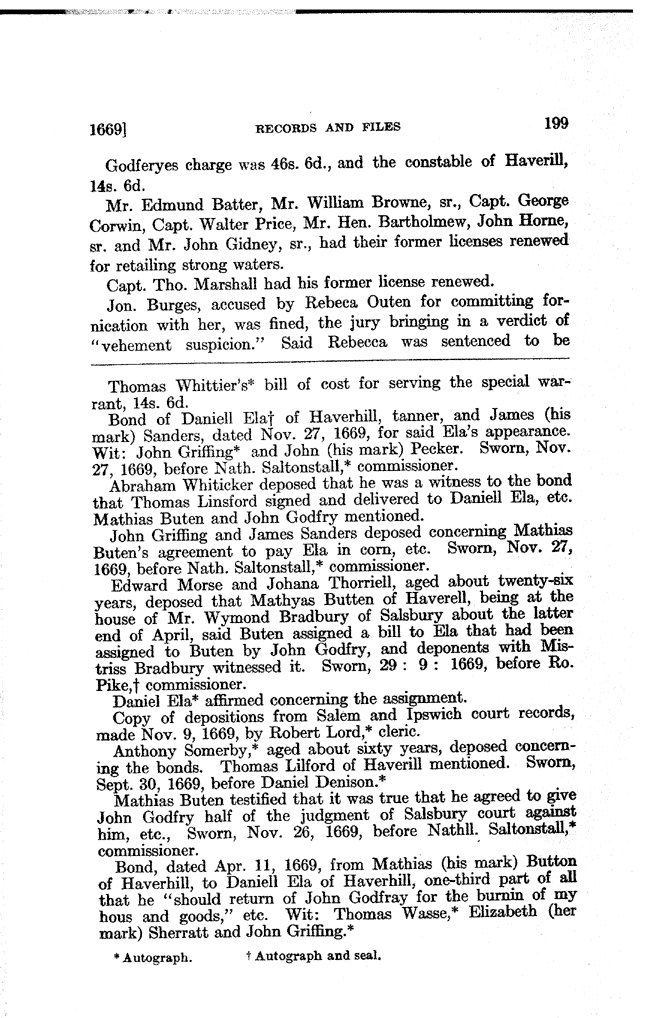 1669] RECORDS AND FILES 199
Godferyes charge was 46s. 6d., and the constable of Haverill,
14s. 6d.
Mr. Edmund Batter, Mr. William Browne, sr., Capt. George
Corwin, Capt. Walter Price, Mr. Hen. Bartholmew, John Horne,
sr. and Mr. John Gidney, sr., had their former licenses renewed
for retailing strong waters.
Capt. Tho. Marshall had his former license renewed.
Jon. Burges, accused by Rebeca Outen for committing for-
nication with her, was fined, the jury bringing in a verdict of
"vehement suspicion." Said Rebecca was sentenced to be
Thomas Whittier's* bill of cost for serving the special war-
rant, 14s. 6d.
Bond of Daniell Ela† of Haverhill, tanner, and James (his
mark) Sanders, dated Nov. 27, 1669, for said Ela's appearance.
Wit: John Griffing* and John (his mark) Pecker. Sworn, Nov.
27, 1669, before Nath. Saltonstall,* commissioner.
Abraham Whiticker deposed that he was a witness to the bond
that Thomas Linsford signed and delivered to Daniell Ela, etc.
Mathias Buten and John Godfry mentioned.
John Griffing and James Sanders deposed concerning Mathias
Buten's agreement to pay Ela in corn, etc. Sworn, Nov. 27,
1669, before Nath. Saltonstall,* commissioner.
Edward Morse and Johana Thorriell, aged about twenty-six
years, deposed that Mathyas Butten of Haverell, being at the
house of Mr. Wymond Bradbury of Salsbury about the latter
end of April, said Buten assigned a bill to Ela that had been
assigned to Buten by John Godfry, and deponents with Mis-
triss Bradbury witnessed it. Sworn, 29 : 9 : 1669, before Ro.
Pike,† commissioner.
Daniel Ela* affirmed concerning the assignment.
Copy of depositions from Salem and Ipswich court records,
made Nov. 9, 1669, by Robert Lord,* cleric.
Anthony Somerby,* aged about sixty years, deposed concern-
ing the bonds. Thomas Lilford of Haverill mentioned. Sworn,
Sept. 30, 1669, before Daniel Denison.*
Mathias Buten testified that it was true that he agreed to give
John Godfry half of the judgment of Salsbury court against
him, etc., Sworn, Nov. 26, 1669, before Nathll. Saltonstall,*
commissioner.
Bond, dated Apr. 11, 1669, from Mathias (his mark) Button
of Haverhill, to Daniell Ela of Haverhill, one-third part of all
that he "should return of John Godfray for the burnin of my
hous and goods," etc. Wit: Thomas Wasse,* Elizabeth (her
mark) Sherratt and John Griffing.*
* Autograph. † Autograph and seal.